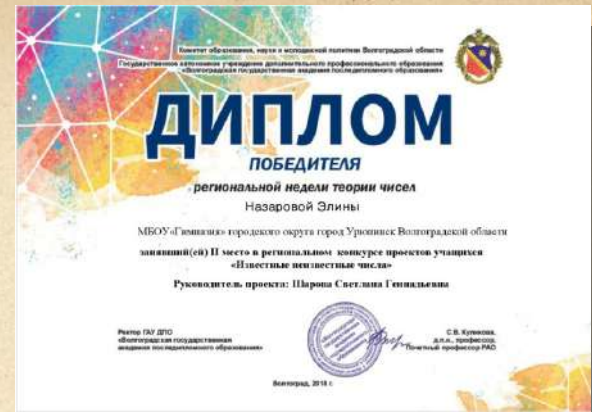 Комитет образования, науки и молодежной политики Волгоградской области
Государственное автономное учреждение дополнительного профессионального образования
«Волгоградская государственная академия последипломного образования»
ДИПЛОМ
ПОБЕДИТЕЛЯ
региональной недели теории чисел
Назаровой Элины
МБОУ «Гимназия» городского округа город Урюпинск Волгоградской области
занявший(ей) II место в региональном конкурсе проектов учащихся
«Известные неизвестные числа»
Руководитель проекта: Шарова Светлана Геннадьевна
Ректор ГАУ ДПО
«Волгоградская государственная
академия последипломного образования»
С.В. Куликова,
д.п.н., профессор,
Почетный профессор РАО
Волгоград, 2018 г.